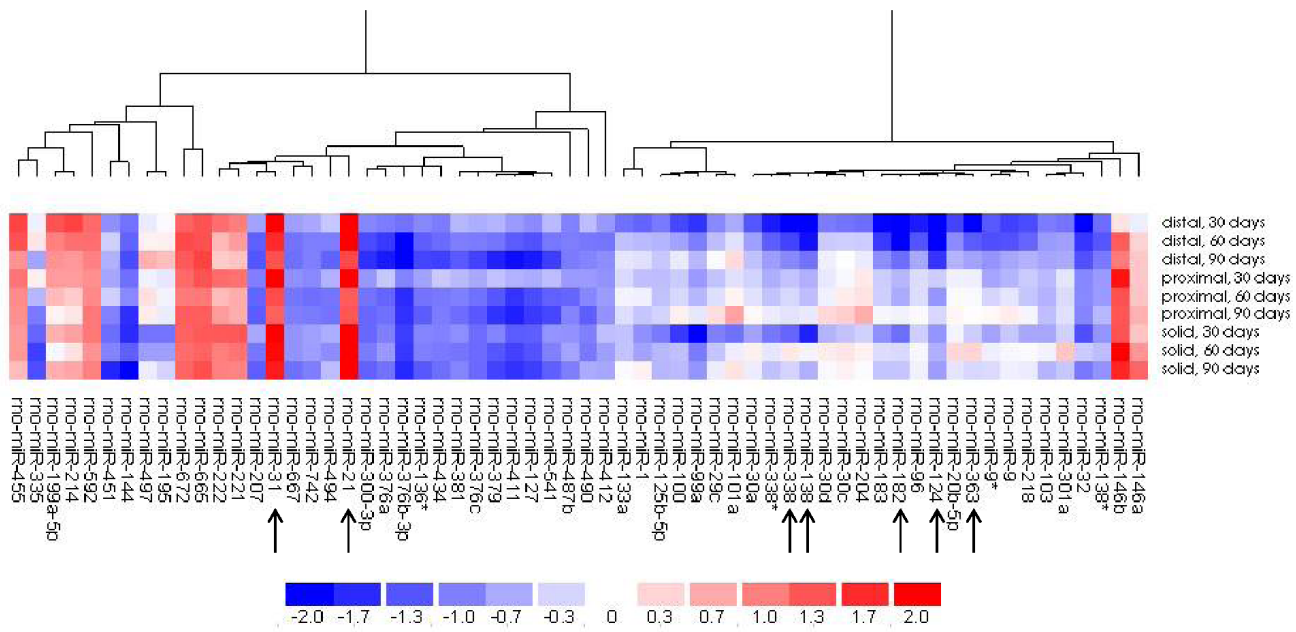 distal, 30 days
distal, 60 days
distal, 90 days
proximal, 30 days
proximal, 60 days
proximal, 90 days
solid, 30 days
solid, 60 days
solid, 90 days
rno-miR-455
rno-miR-335
rno-miR-199a-5p
rno-miR-214
rno-miR-592
rno-miR-451
rno-miR-144
rno-miR-497
rno-miR-195
rno-miR-672
rno-miR-665
rno-miR-222
rno-miR-221
rno-miR-207
rno-miR-31
rno-miR-667
rno-miR-742
rno-miR-494
rno-miR-21
rno-miR-300-3p
rno-miR-376a
rno-miR-376b-3p
rno-miR-136*
rno-miR-434
rno-miR-381
rno-miR-376c
rno-miR-379
rno-miR-411
rno-miR-127
rno-miR-541
rno-miR-487b
rno-miR-490
rno-miR-412
rno-miR-133a
rno-miR-1
rno-miR-125b-5p
rno-miR-100
rno-miR-99a
rno-miR-29c
rno-miR-101a
rno-miR-30a
rno-miR-338*
rno-miR-338
rno-miR-138
rno-miR-30d
rno-miR-30c
rno-miR-204
rno-miR-183
rno-miR-182
rno-miR-96
rno-miR-124
rno-miR-20b-5p
rno-miR-363
rno-miR-9*
rno-miR-9
rno-miR-218
rno-miR-103
rno-miR-301a
rno-miR-32
rno-miR-138*
rno-miR-146b
rno-miR-146a
-2.0 -1.7 -1.3 -1.0 -0.7 -0.3 0 0.3 0.7 1.0 1.3 1.7 2.0